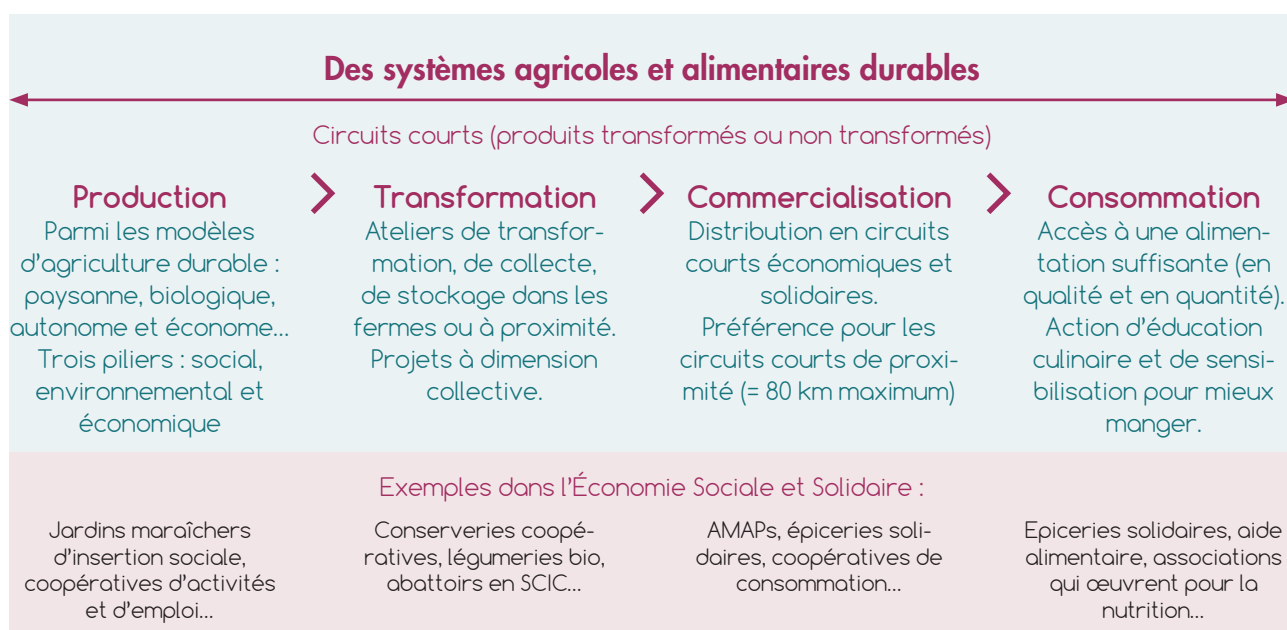 Des systèmes agricoles et alimentaires durables
Circuits courts (produits transformés ou non transformés)
Production
Parmi les modèles
d'agriculture durable :
paysanne, biologique,
autonome et économe...
Trois piliers : social,
environnemental et
économique
Transformation
Ateliers de transfor-
mation, de collecte,
de stockage dans les
fermes ou à proximité.
Projets à dimension
collective.
Commercialisation
Distribution en circuits
courts économiques et
solidaires.
Préférence pour les
circuits courts de proxi-
mité (= 80 km maximum)
Consommation
Accès à une alimen-
tation suffisante (en
qualité et en quantité).
Action d'éducation
culinaire et de sensi-
bilisation pour mieux
manger.
Exemples dans l'Économie Sociale et Solidaire :
Jardins maraîchers
d'insertion sociale,
coopératives d'activités
et d'emploi...
Conserveries coopé-
ratives, légumeries bio,
abattoirs en SCIC...
AMAPs, épiceries soli-
daires, coopératives de
consommation...
Epiceries solidaires, aide
alimentaire, associations
qui œuvrent pour la
nutrition...